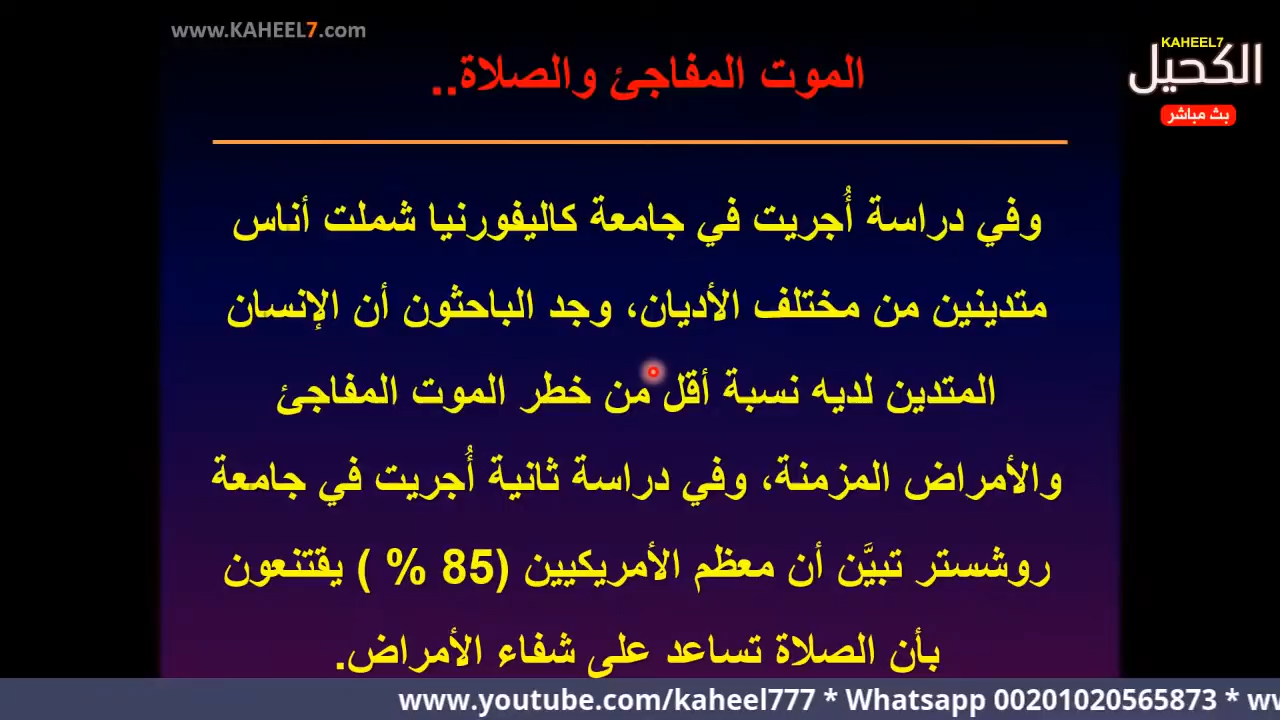 www.KAHEEL7.com
KAHEEL7
الكحيل
بث مباشر
الموت المفاجئ والصلاة..
وفي دراسة أُجريت في جامعة كاليفورنيا شملت أناس
متدينين من مختلف الأديان، وجد الباحثون أن الإنسان
المتدين لديه نسبة أقل من خطر الموت المفاجئ
والأمراض المزمنة، وفي دراسة ثانية أُجريت في جامعة
روشستر تبيَّن أن معظم الأمريكيين (85 % ) يقتنعون
بأن الصلاة تساعد على شفاء الأمراض.
www.youtube.com/kaheel777 * Whatsapp 00201020565873 * ww